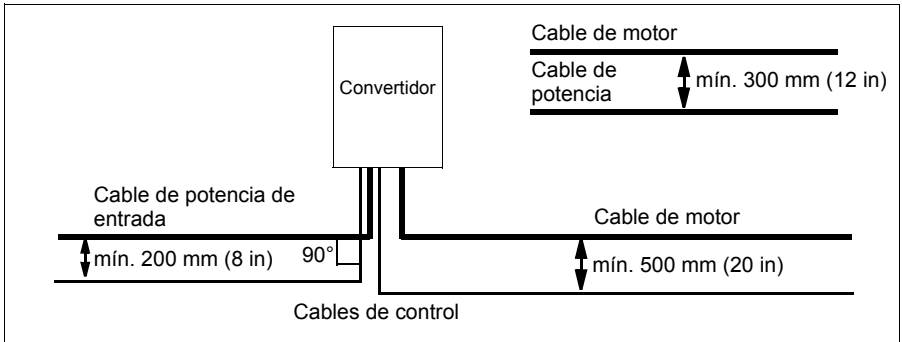 Cable de motor
Convertidor
Cable de
potencia
mín. 300 mm (12 in)
Cable de potencia de
entrada
Cable de motor
mín. 200 mm (8 in)
90°
mín. 500 mm (20 in)
Cables de control